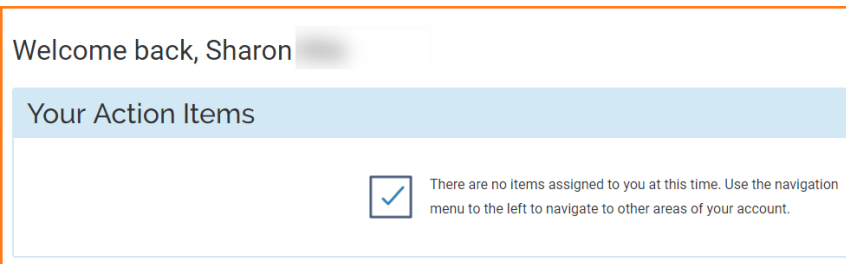 Welcome back, Sharon
Your Action Items
There are no items assigned to you at this time. Use the navigation
menu to the left to navigate to other areas of your account.